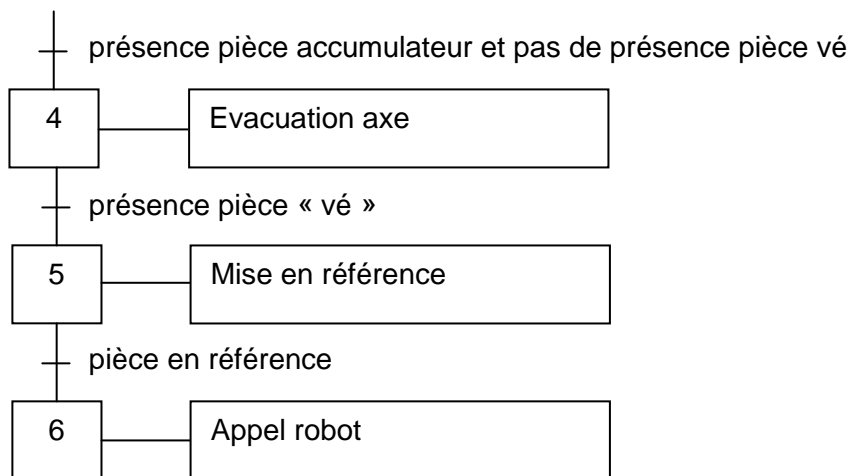 présence pièce accumulateur et pas de présence pièce vé
4 Evacuation axe
présence pièce « vé »
5 Mise en référence
pièce en référence
6 Appel robot